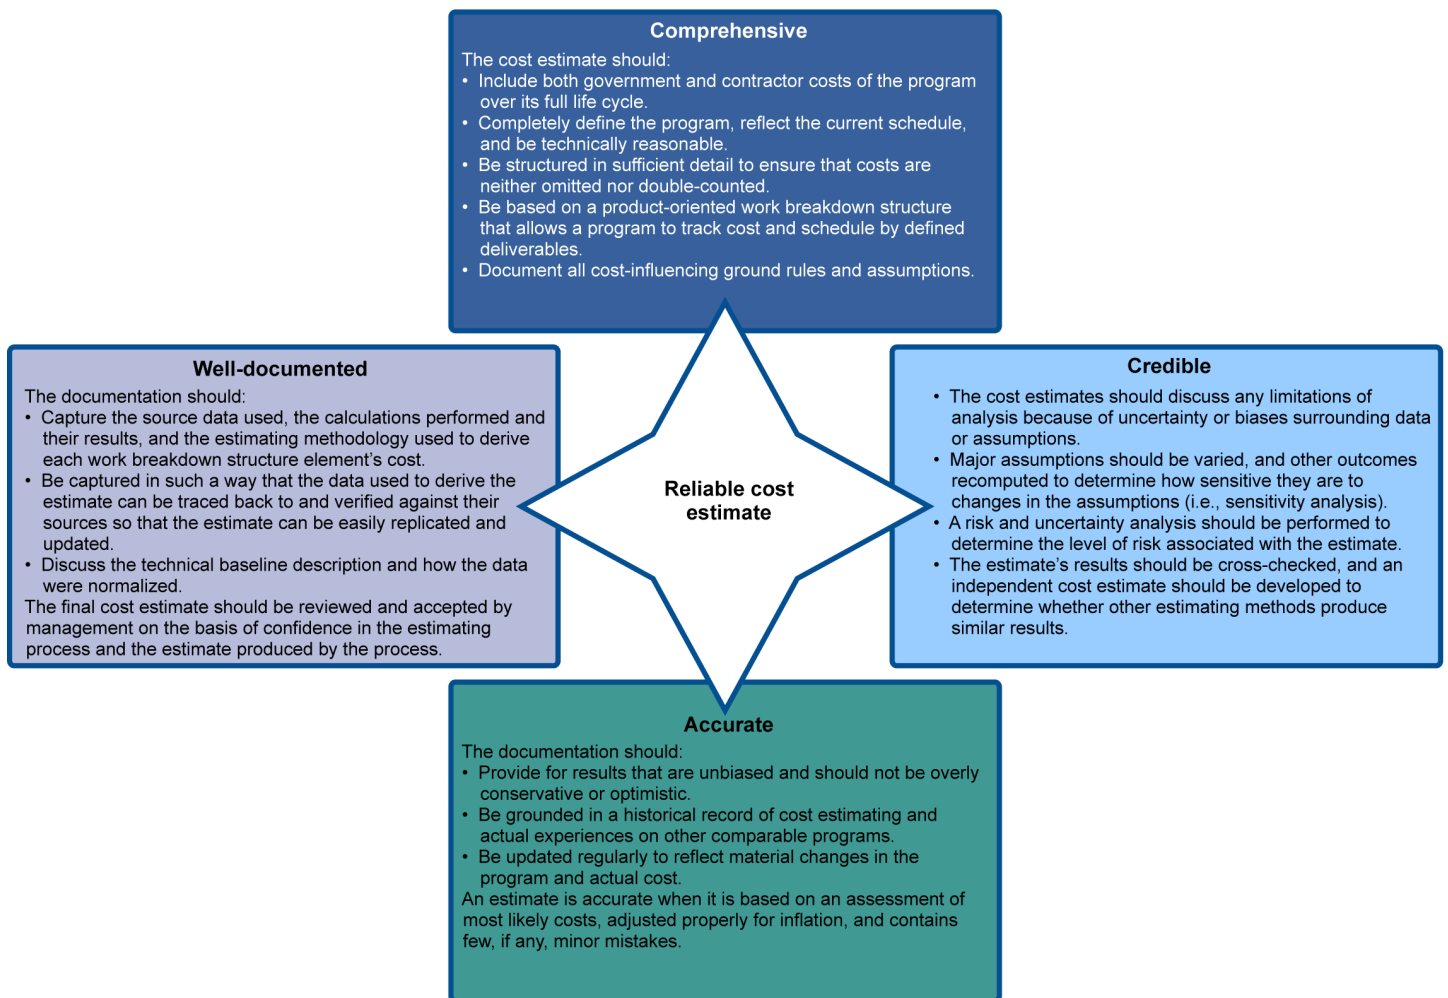 Comprehensive
The cost estimate should:
• Include both government and contractor costs of the program
over its full life cycle.
• Completely define the program, reflect the current schedule,
and be technically reasonable.
• Be structured in sufficient detail to ensure that costs are
neither omitted nor double-counted.
• Be based on a product-oriented work breakdown structure
that allows a program to track cost and schedule by defined
deliverables.
• Document all cost-influencing ground rules and assumptions.
Well-documented
The documentation should:
• Capture the source data used, the calculations performed and
their results, and the estimating methodology used to derive
each work breakdown structure element's cost.
• Be captured in such a way that the data used to derive the
estimate can be traced back to and verified against their
sources so that the estimate can be easily replicated and
updated.
• Discuss the technical baseline description and how the data
were normalized.
The final cost estimate should be reviewed and accepted by
management on the basis of confidence in the estimating
process and the estimate produced by the process.
Reliable cost
estimate
Credible
• The cost estimates should discuss any limitations of
analysis because of uncertainty or biases surrounding data
or assumptions.
• Major assumptions should be varied, and other outcomes
recomputed to determine how sensitive they are to
changes in the assumptions (i.e., sensitivity analysis).
• A risk and uncertainty analysis should be performed to
determine the level of risk associated with the estimate.
• The estimate's results should be cross-checked, and an
independent cost estimate should be developed to
determine whether other estimating methods produce
similar results.
Accurate
The documentation should:
• Provide for results that are unbiased and should not be overly
conservative or optimistic.
• Be grounded in a historical record of cost estimating and
actual experiences on other comparable programs.
• Be updated regularly to reflect material changes in the
program and actual cost.
An estimate is accurate when it is based on an assessment of
most likely costs, adjusted properly for inflation, and contains
few, if any, minor mistakes.